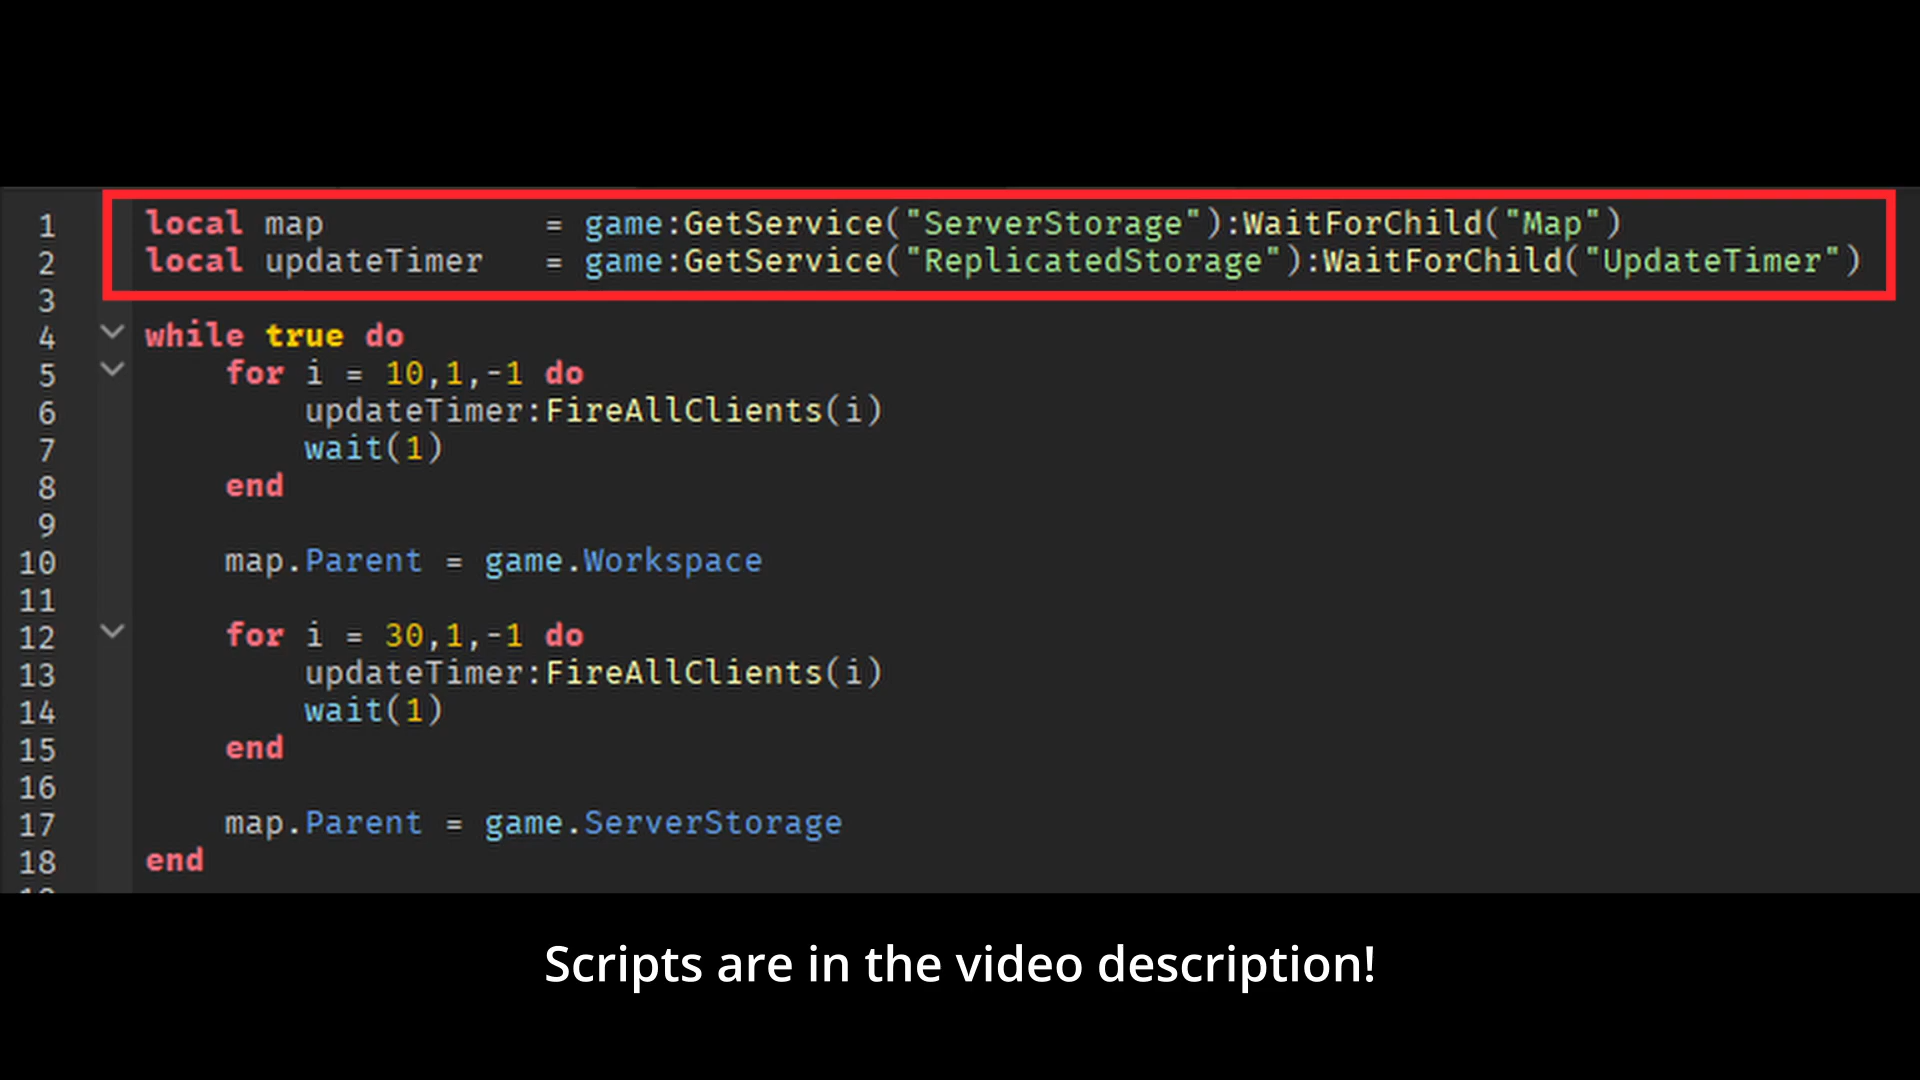 1 local map = game:GetService("ServerStorage"):WaitForChild("Map")
2 local updateTimer = game:GetService("ReplicatedStorage"):WaitForChild("UpdateTimer")
3
4 while true do
5 for i = 10,1,-1 do
6 updateTimer:FireAllClients(i)
7 wait(1)
8 end
9
10 map.Parent = game.Workspace
11
12 for i = 30,1,-1 do
13 updateTimer:FireAllClients(i)
14 wait(1)
15 end
16
17 map.Parent = game.ServerStorage
18 end
Scripts are in the video description!